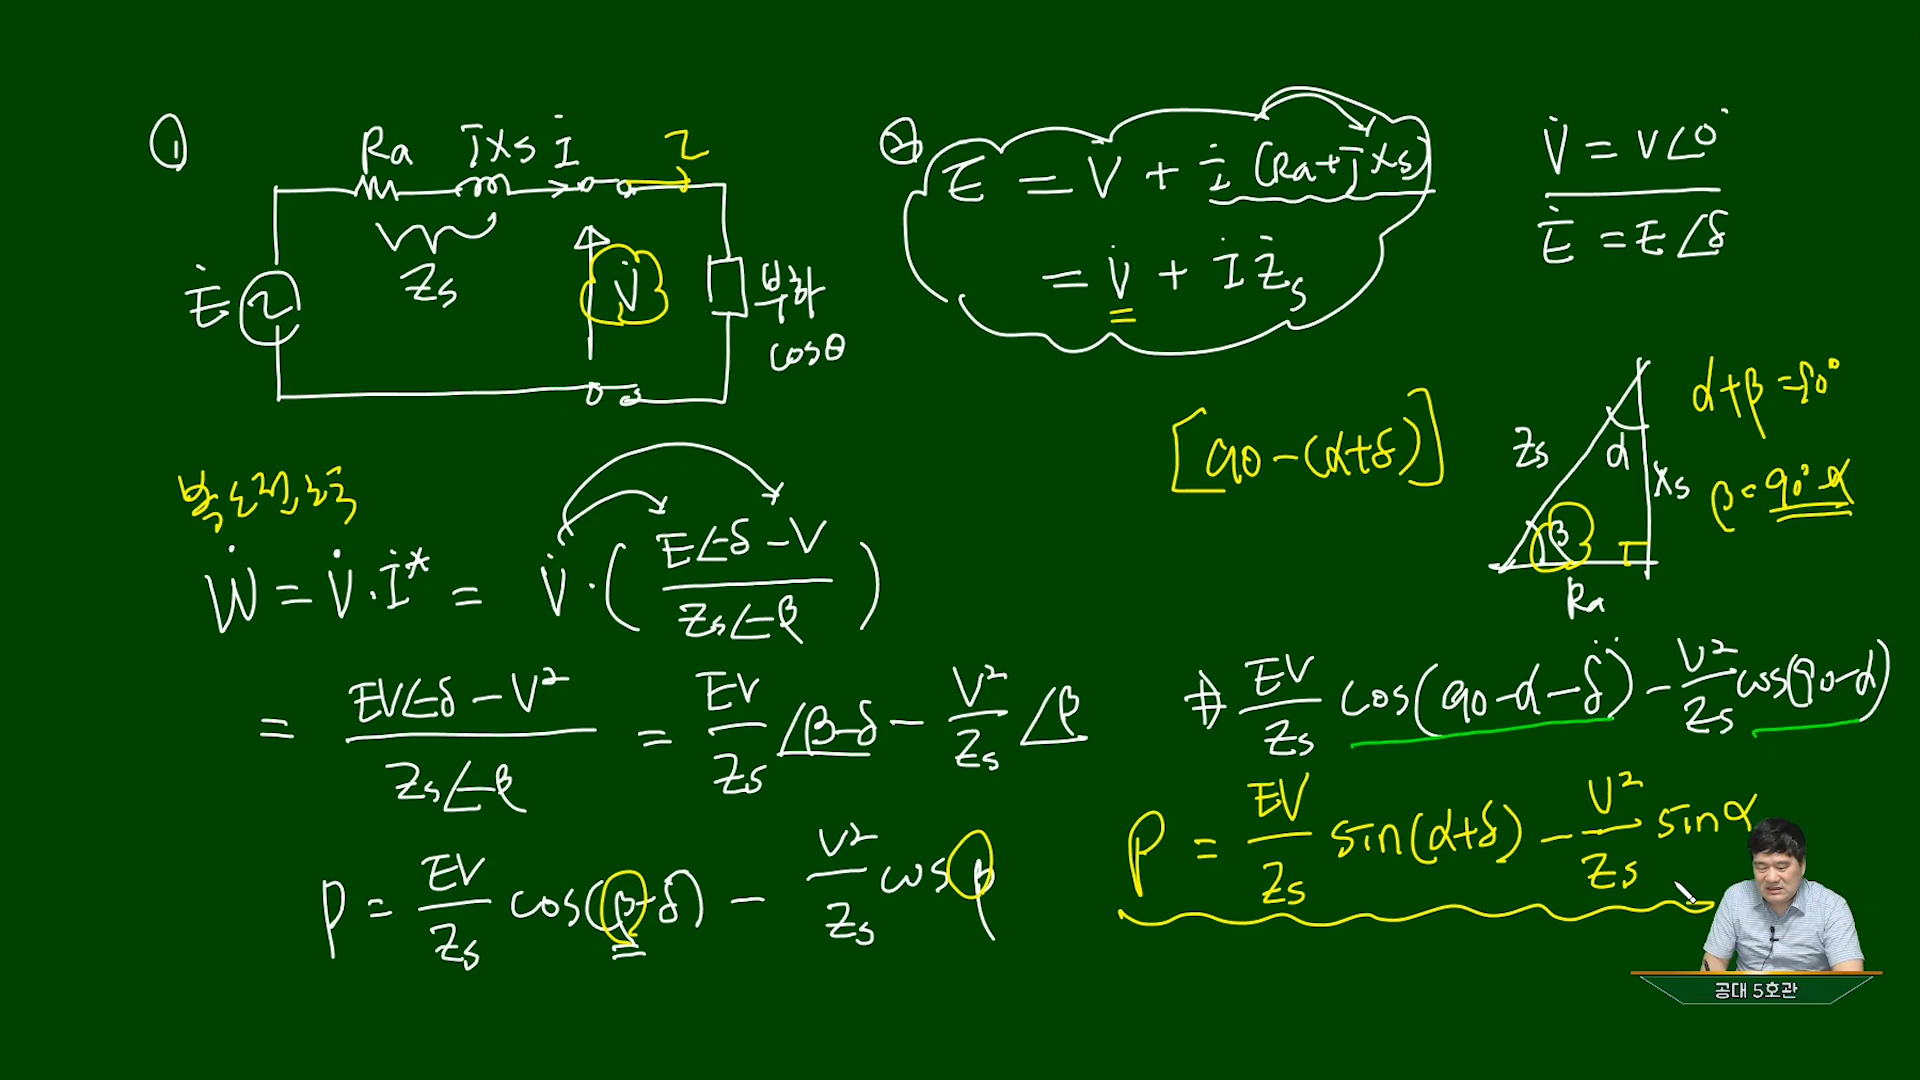 ①
Ra jXs İ
I
Zs
Ė
V̇
부하
cosθ
②
Ė = V̇ + İ (Ra+jXs)
= V̇ + İ Żs
V̇ = V∠0°
Ė = E∠δ
[90-(α+δ)]
Zs
α
Xs
β
Ra
α+β = 90°
β = 90°-α
복소전력
Ẇ = V̇·İ* = V̇·(E∠-δ - V / Zs∠-β)
= EV∠-δ - V² / Zs∠-β = EV/Zs ∠β-δ - V²/Zs ∠β
P = EV/Zs cos(β-δ) - V²/Zs cosβ
⇒ EV/Zs cos(90-α-δ) - V²/Zs cos(90-α)
P = EV/Zs sin(α+δ) - V²/Zs sinα
공대 5호관